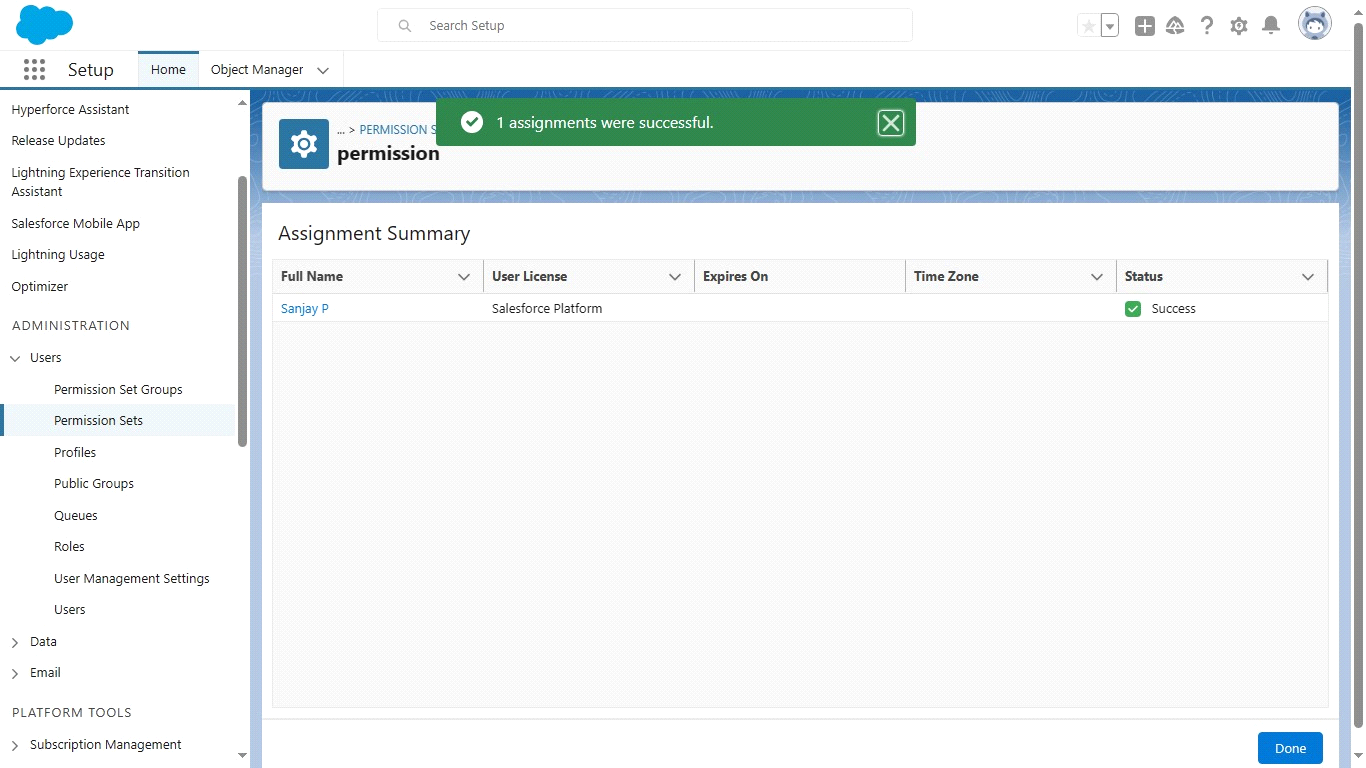 Search Setup
Setup
Home
Object Manager
Hyperforce Assistant
Release Updates
Lightning Experience Transition
Assistant
Salesforce Mobile App
Lightning Usage
Optimizer
ADMINISTRATION
Users
Permission Set Groups
Permission Sets
Profiles
Public Groups
Queues
Roles
User Management Settings
Users
Data
Email
PLATFORM TOOLS
Subscription Management
1 assignments were successful.
... > PERMISSION S
permission
Assignment Summary
Full Name User License Expires On Time Zone Status
Sanjay P Salesforce Platform Success
Done